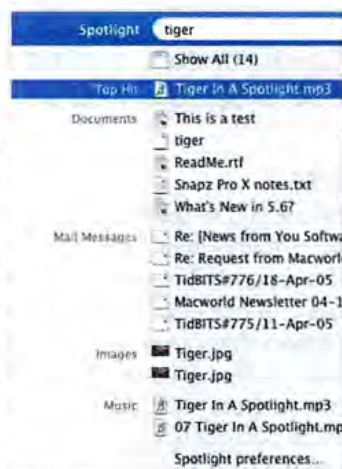 Spotlight tiger
Show All (14)
Top Hit Tiger In A Spotlight.mp3
Documents This is a test
tiger
ReadMe.rtf
Snapz Pro X notes.txt
What's New in 5.6?
Mail Messages Re: [News from You Softwa
Re: Request from Macworl
TidBITS#776/18-Apr-05
Macworld Newsletter 04-1
TidBITS#775/11-Apr-05
Images Tiger.jpg
Tiger.jpg
Music Tiger In A Spotlight.mp3
07 Tiger In A Spotlight.mp
Spotlight preferences...